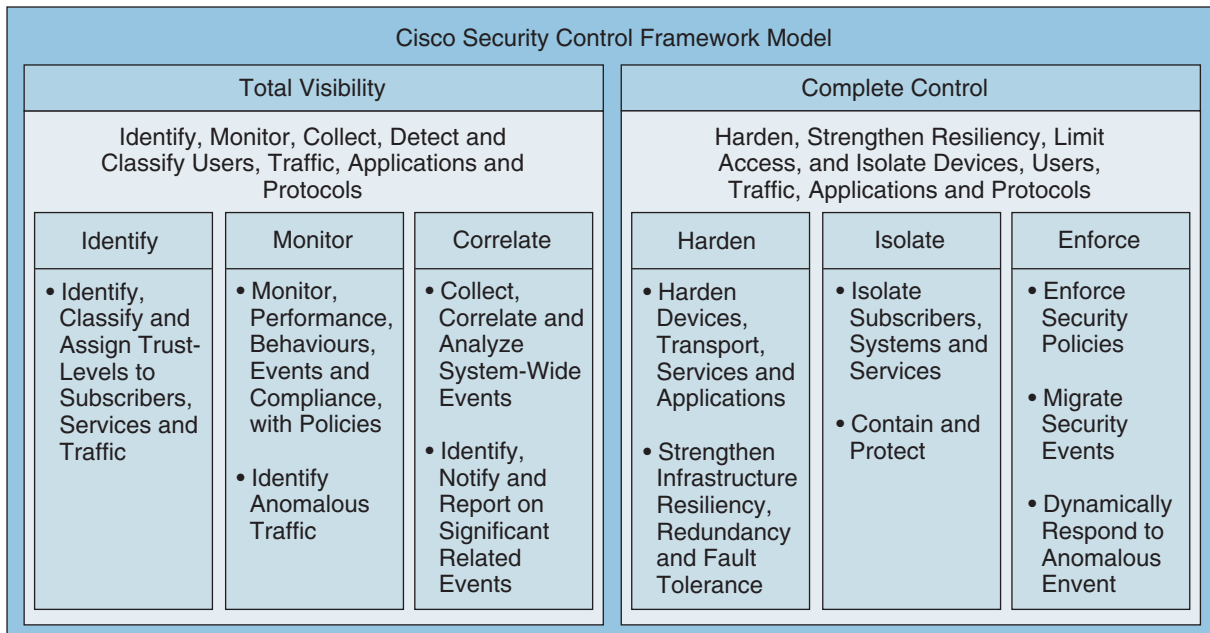 Cisco Security Control Framework Model
Total Visibility
Identify, Monitor, Collect, Detect and
Classify Users, Traffic, Applications and
Protocols
Identify
• Identify,
Classify and
Assign Trust-
Levels to
Subscribers,
Services and
Traffic
Monitor
• Monitor,
Performance,
Behaviours,
Events and
Compliance,
with Policies
• Identify
Anomalous
Traffic
Correlate
• Collect,
Correlate and
Analyze
System-Wide
Events
• Identify,
Notify and
Report on
Significant
Related
Events
Complete Control
Harden, Strengthen Resiliency, Limit
Access, and Isolate Devices, Users,
Traffic, Applications and Protocols
Harden
• Harden
Devices,
Transport,
Services and
Applications
• Strengthen
Infrastructure
Resiliency,
Redundancy
and Fault
Tolerance
Isolate
• Isolate
Subscribers,
Systems and
Services
• Contain and
Protect
Enforce
• Enforce
Security
Policies
• Migrate
Security
Events
• Dynamically
Respond to
Anomalous
Envent